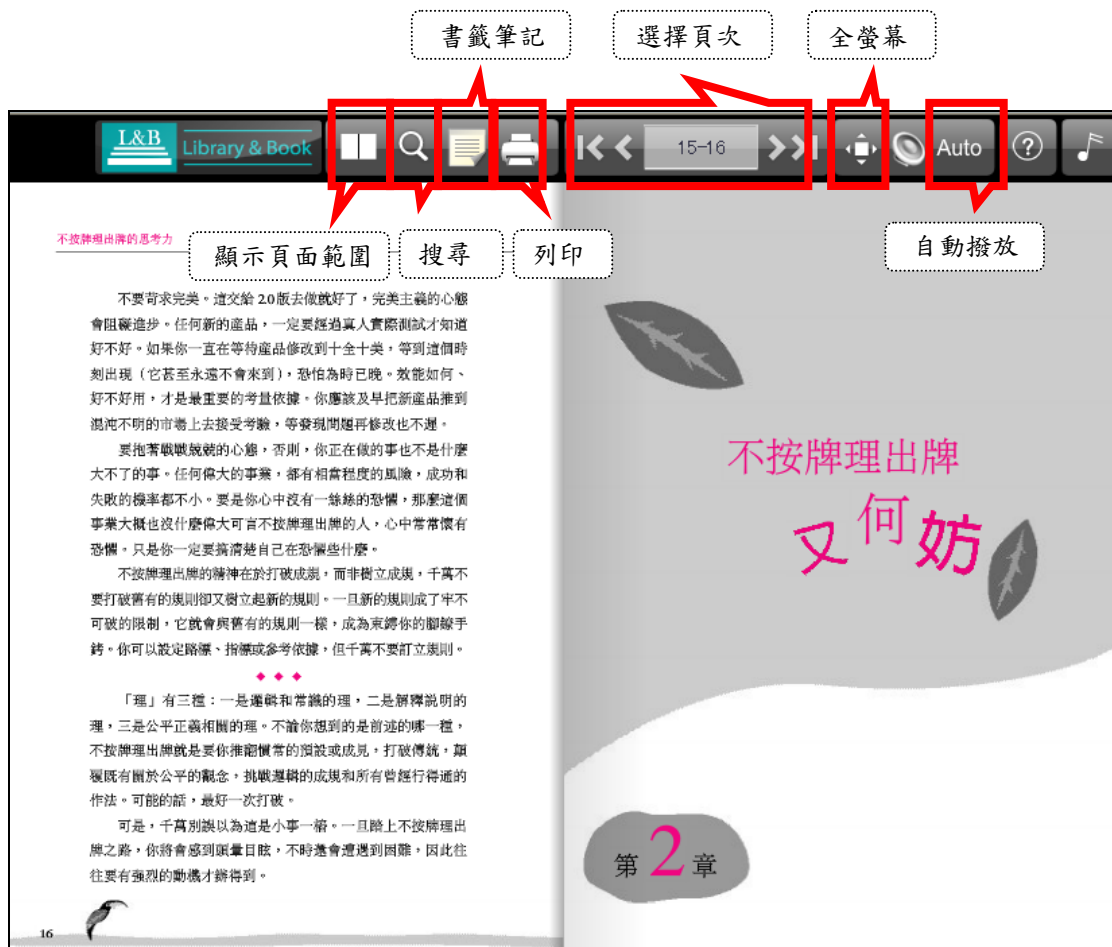 書籤筆記
選擇頁次
全螢幕
L&B
Library & Book
15-16
Auto
?
顯示頁面範圍
搜尋
列印
自動撥放
不按牌理出牌的思考力
不要苛求完美。這交給 2.0版去做就好了，完美主義的心態
會阻礙進步。任何新的產品，一定要經過真人實際測試才知道
好不好。如果你一直在等待產品修改到十全十美，等到這個時
刻出現（它甚至永遠不會來到），恐怕為時已晚。效能如何、
好不好用，才是最重要的考量依據。你應該及早把新產品推到
混沌不明的市場上去接受考驗，等發現問題再修改也不遲。
要抱著戰戰兢兢的心態，否則，你正在做的事也不是什麼
大不了的事。任何偉大的事業，都有相當程度的風險，成功和
失敗的機率都不小。要是你心中沒有一絲絲的恐懼，那麼這個
事業大概也沒什麼偉大可言不按牌理出牌的人，心中常常懷有
恐懼。只是你一定要搞清楚自己在恐懼些什麼。
不按牌理出牌的精神在於打破成規，而非樹立成規，千萬不
要打破舊有的規則卻又樹立起新的規則。一旦新的規則成了牢不
可破的限制，它就會與舊有的規則一樣，成為束縛你的腳鐐手
銬。你可以設定路標、指標或參考依據，但千萬不要訂立規則。
◆ ◆ ◆
「理」有三種：一是邏輯和常識的理，二是解釋說明的
理，三是公平正義相關的理。不論你想到的是前述的哪一種，
不按牌理出牌就是要你推翻慣常的預設或成見，打破傳統，顛
覆既有關於公平的觀念，挑戰邏輯的成規和所有曾經行得通的
作法。可能的話，最好一次打破。
可是，千萬別誤以為這是小事一樁。一旦踏上不按牌理出
牌之路，你將會感到頭暈目眩，不時還會遭遇到困難，因此往
往要有強烈的動機才辦得到。
16
不按牌理出牌
又何妨
第2章